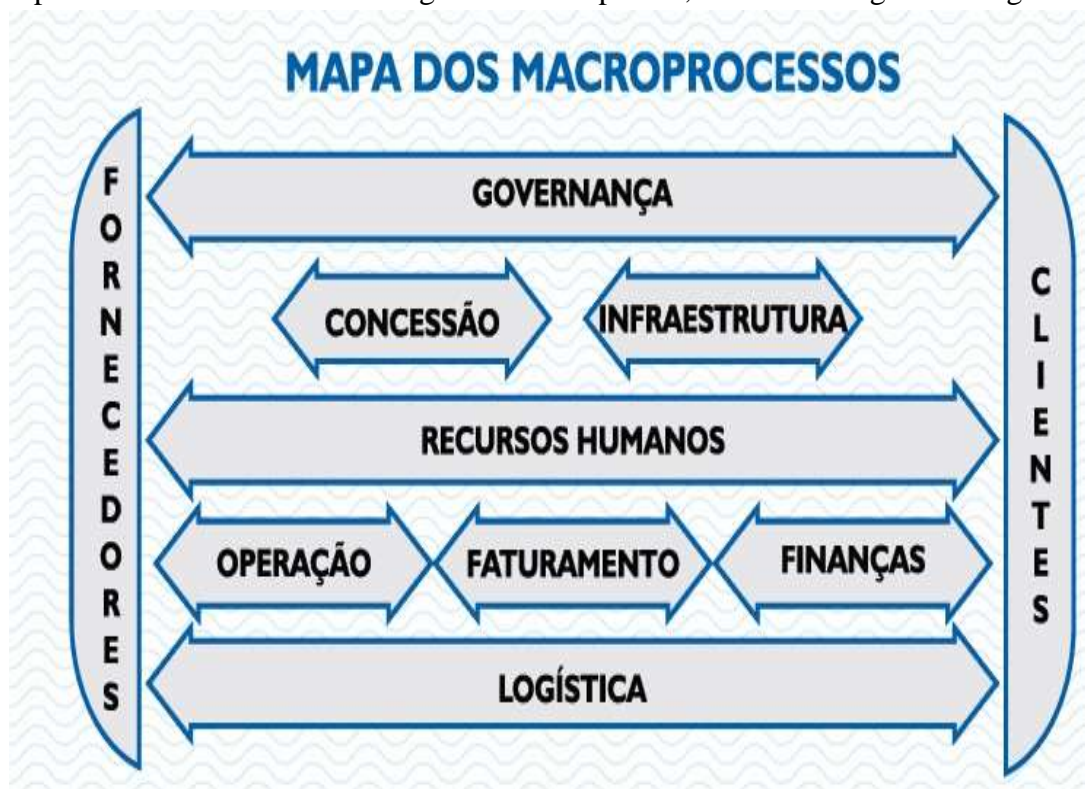 MAPA DOS MACROPROCESSOS
FORNECEDORES
GOVERNANÇA
CONCESSÃO
INFRAESTRUTURA
RECURSOS HUMANOS
OPERAÇÃO
FATURAMENTO
FINANÇAS
LOGÍSTICA
CLIENTES